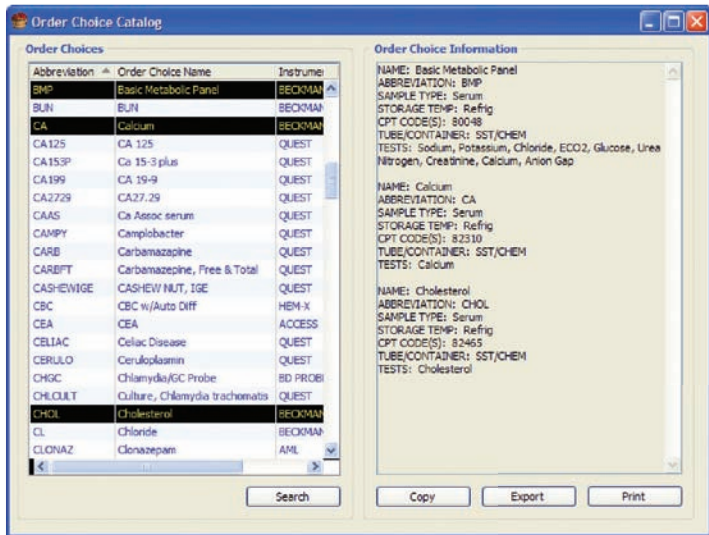 Order Choice Catalog
Order Choices
Abbreviation Order Choice Name Instrumen
BMP Basic Metabolic Panel BECKMAN
BUN BUN BECKMAN
CA Calcium BECKMAN
CA125 CA 125 QUEST
CA153P Ca 15-3 plus QUEST
CA199 CA 19-9 QUEST
CA2729 CA27.29 QUEST
CAAS Ca Assoc serum QUEST
CAMPY Camplobacter QUEST
CARB Carbamazapine QUEST
CARBFT Carbamazepine, Free & Total QUEST
CASHEWIGE CASHEW NUT, IGE QUEST
CBC CBC w/Auto Diff HEM-X
CEA CEA ACCESS
CELIAC Celiac Disease QUEST
CERULO Ceruloplasmin QUEST
CHGC Chlamydia/GC Probe BD PROBE
CHLCULT Culture, Chlamydia trachomatis QUEST
CHOL Cholesterol BECKMAN
CL Chloride BECKMAN
CLONAZ Clonazepam AML
Search
Order Choice Information
NAME: Basic Metabolic Panel
ABBREVIATION: BMP
SAMPLE TYPE: Serum
STORAGE TEMP: Refrig
CPT CODE(S): 80048
TUBE/CONTAINER: SST/CHEM
TESTS: Sodium, Potassium, Chloride, ECO2, Glucose, Urea
Nitrogen, Creatinine, Calcium, Anion Gap
NAME: Calcium
ABBREVIATION: CA
SAMPLE TYPE: Serum
STORAGE TEMP: Refrig
CPT CODE(S): 82310
TUBE/CONTAINER: SST/CHEM
TESTS: Calcium
NAME: Cholesterol
ABBREVIATION: CHOL
SAMPLE TYPE: Serum
STORAGE TEMP: Refrig
CPT CODE(S): 82465
TUBE/CONTAINER: SST/CHEM
TESTS: Cholesterol
Copy Export Print